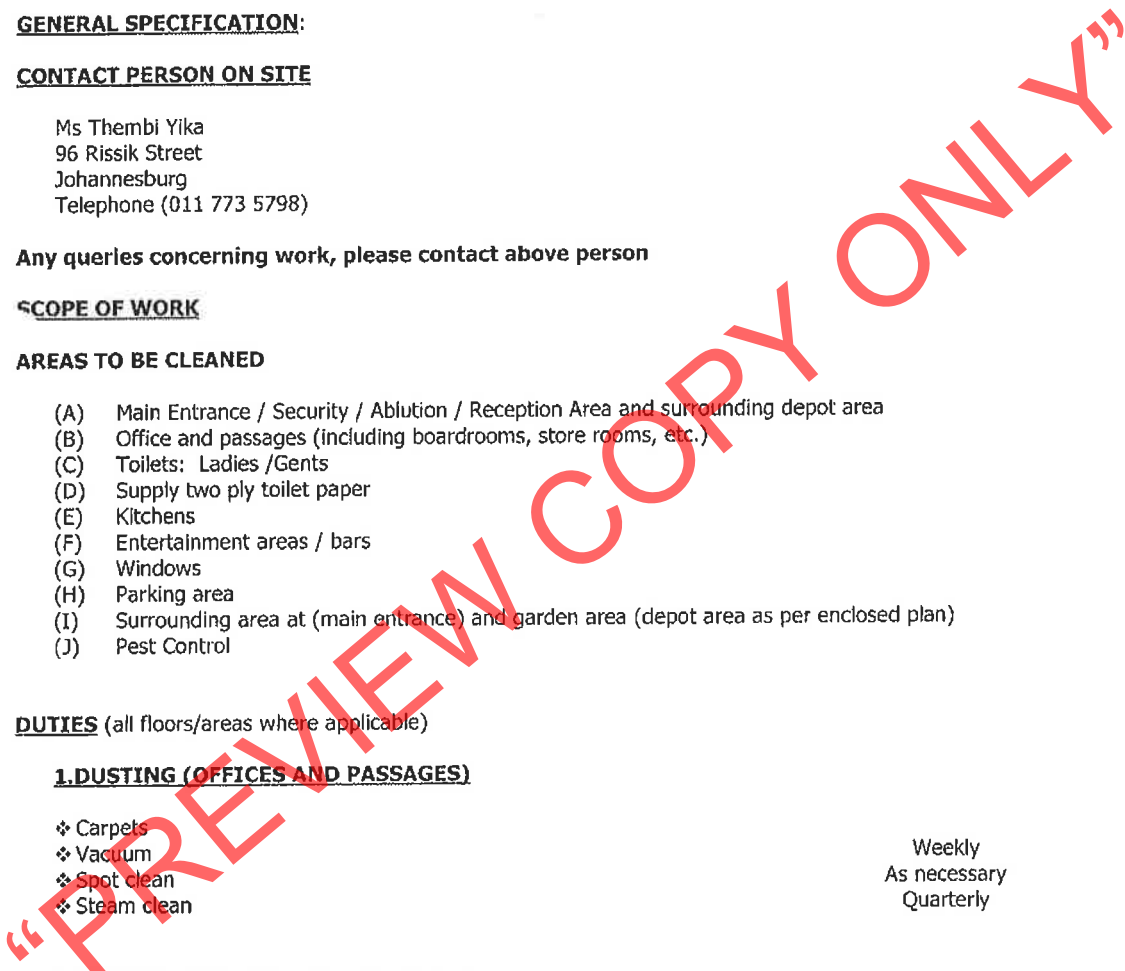 GENERAL SPECIFICATION:
CONTACT PERSON ON SITE
Ms Thembi Yika
96 Rissik Street
Johannesburg
Telephone (011 773 5798)
Any queries concerning work, please contact above person
SCOPE OF WORK
AREAS TO BE CLEANED
(A) Main Entrance / Security / Ablution / Reception Area and surrounding depot area
(B) Office and passages (including boardrooms, store rooms, etc.)
(C) Toilets: Ladies /Gents
(D) Supply two ply toilet paper
(E) Kitchens
(F) Entertainment areas / bars
(G) Windows
(H) Parking area
(I) Surrounding area at (main entrance) and garden area (depot area as per enclosed plan)
(J) Pest Control
DUTIES (all floors/areas where applicable)
1.DUSTING (OFFICES AND PASSAGES)
❖ Carpets
❖ Vacuum Weekly
❖ Spot clean As necessary
❖ Steam clean Quarterly
“PREVIEW COPY ONLY”